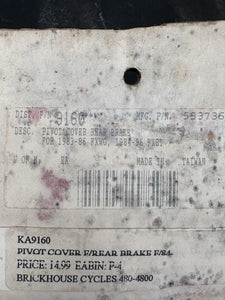 DIST. P/N 9160 MFG. P/N. 553736
DESC. PIVOT COVER REAR BRAKE
FOR 1983-86 FXWG, 1984-86 FXST
U OF M. EA MADE IN TAIWAN
KA9160
PIVOT COVER F/REAR BRAKE F/84
PRICE: 14.99 EABIN: P-4
BRICKHOUSE CYCLES 480-4800